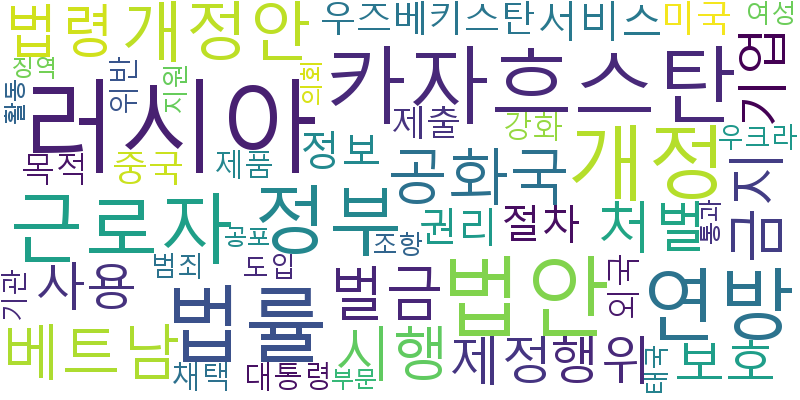 법령
개정안
우즈베키스탄
서비스
미국
여성
징역
활동
위반
지원
의회
러시아
카자흐스탄
기업
제출
강화
목적
중국
제품
정보
공화국
개정
우크라
금지
근로자
정부
권리
절차
처벌
통과
공포
조항
범죄
도입
기관
사용
법률
벌금
법안
외국
연방
베트남
시행
제정
행위
태국
보호
채택
대통령
부문